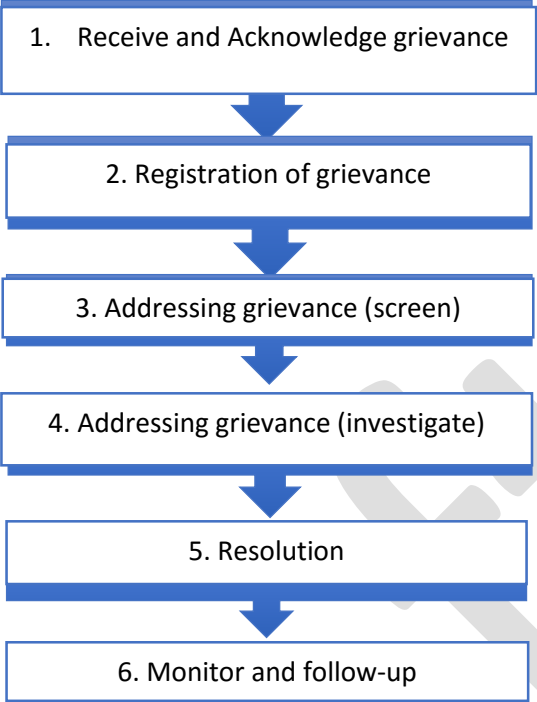 1. Receive and Acknowledge grievance
2. Registration of grievance
3. Addressing grievance (screen)
4. Addressing grievance (investigate)
5. Resolution
6. Monitor and follow-up